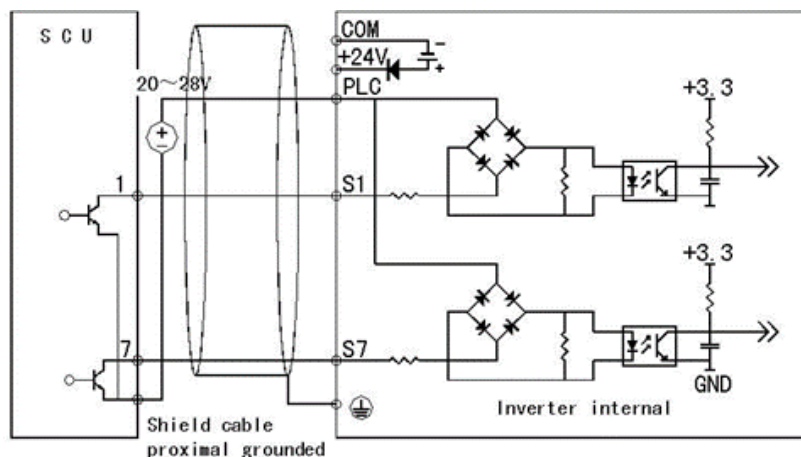 SCU
COM
+24V
-
+
20～28V
PLC
+
-
+3.3
1
S1
+3.3
7
S7
GND
Shield cable
proximal grounded
Inverter internal